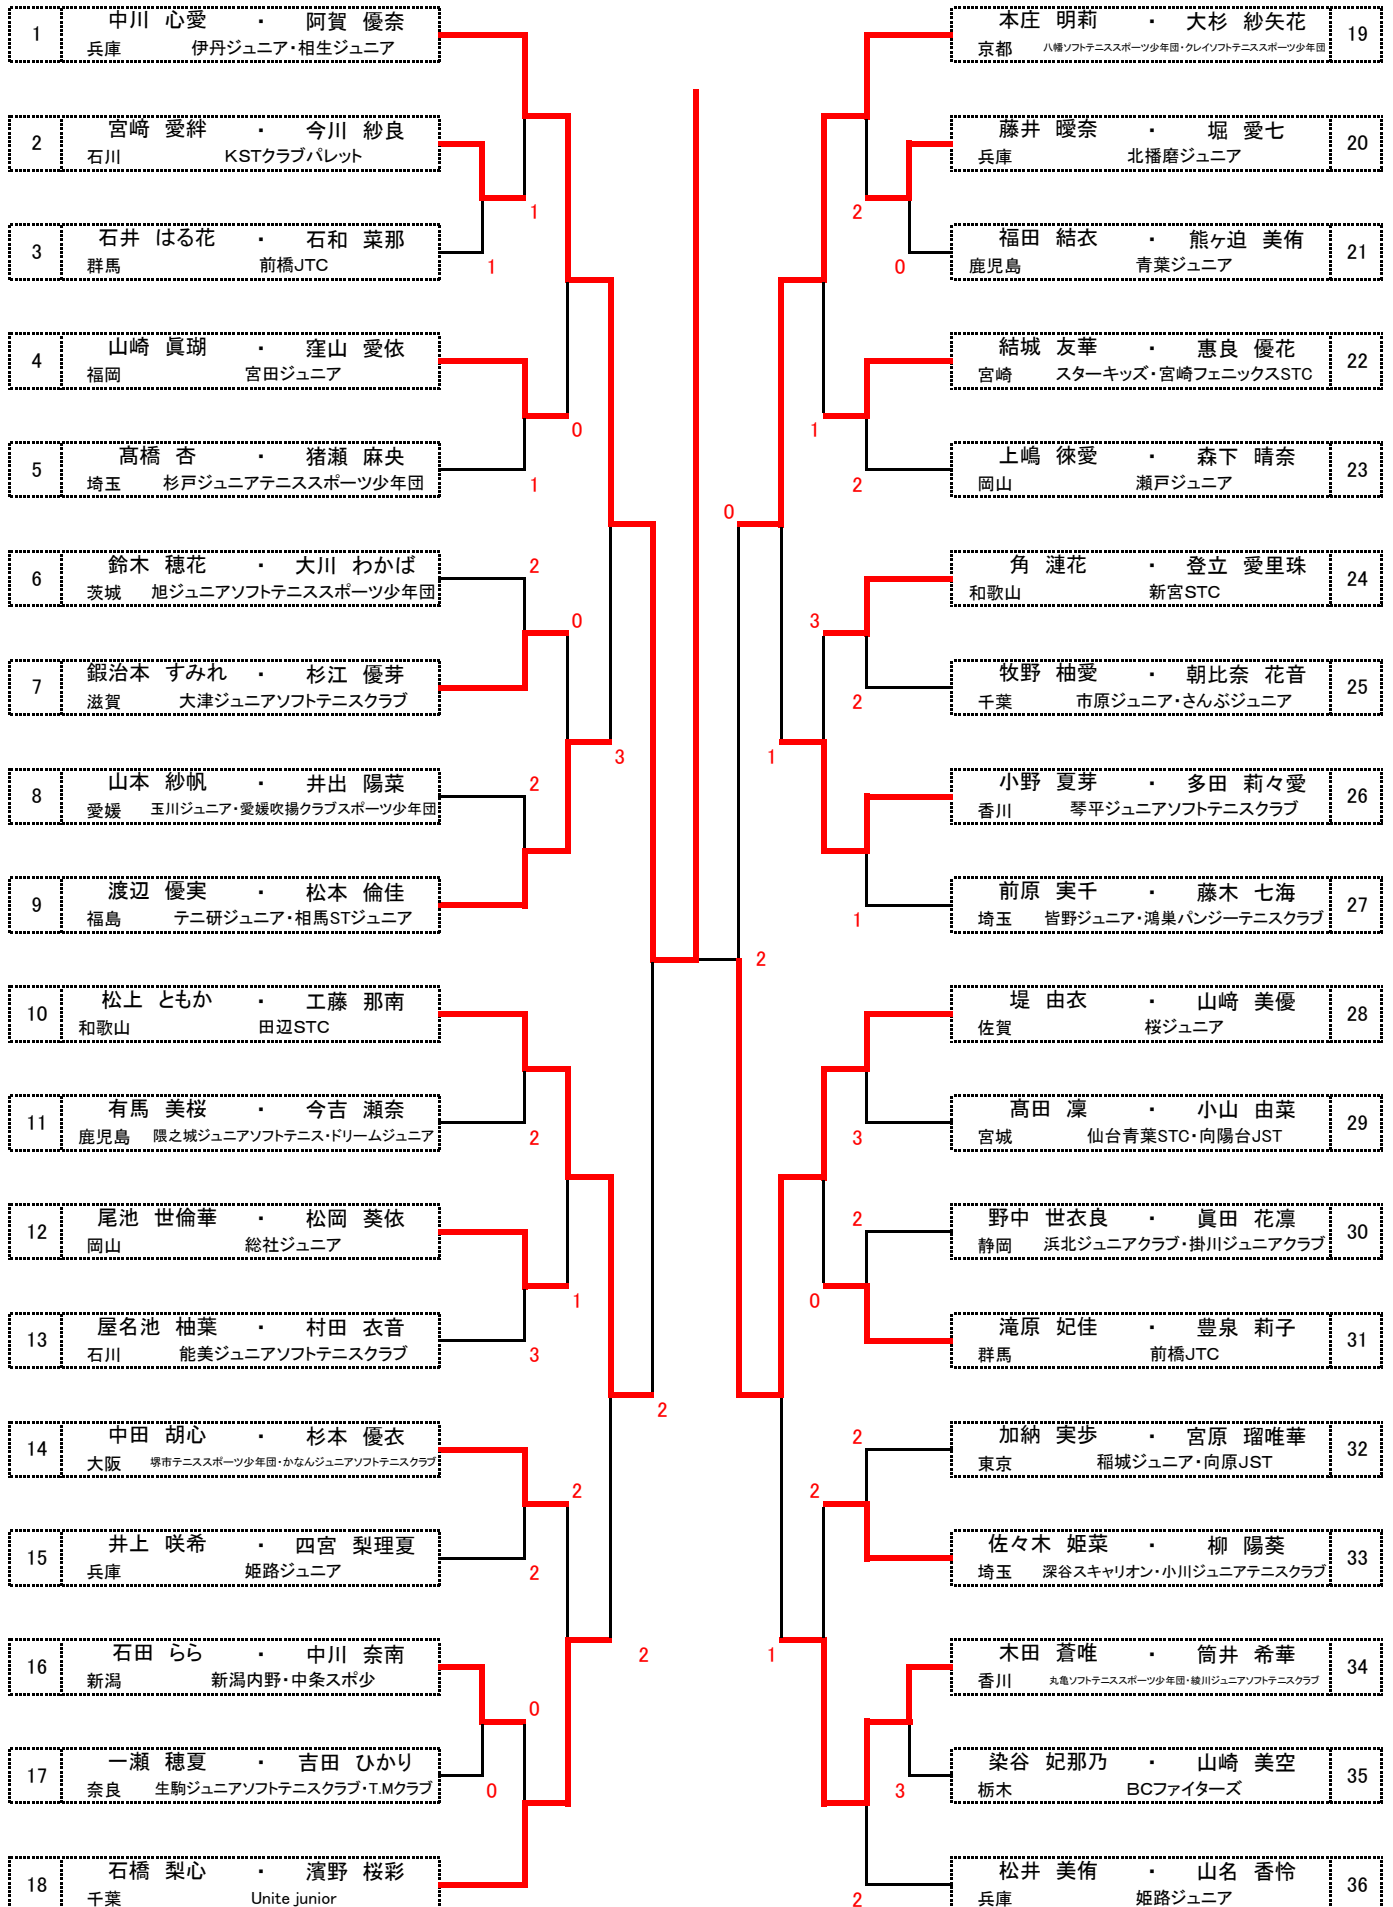 1 中川 心愛 ・ 阿賀 優奈
兵庫 伊丹ジュニア・相生ジュニア
2 宮﨑 愛絆 ・ 今川 紗良
石川 KSTクラブパレット
1
3 石井 はる花 ・ 石和 菜那
群馬 前橋JTC
1
4 山崎 眞瑚 ・ 窪山 愛依
福岡 宮田ジュニア
0
5 髙橋 杏 ・ 猪瀬 麻央
埼玉 杉戸ジュニアテニススポーツ少年団
1
6 鈴木 穂花 ・ 大川 わかば
茨城 旭ジュニアソフトテニススポーツ少年団
2
0
7 鍜治本 すみれ ・ 杉江 優芽
滋賀 大津ジュニアソフトテニスクラブ
3
8 山本 紗帆 ・ 井出 陽菜
愛媛 玉川ジュニア・愛媛吹揚クラブスポーツ少年団
2
9 渡辺 優実 ・ 松本 倫佳
福島 テニ研ジュニア・相馬STジュニア
10 松上 ともか ・ 工藤 那南
和歌山 田辺STC
11 有馬 美桜 ・ 今吉 瀬奈
鹿児島 隈之城ジュニアソフトテニス・ドリームジュニア
2
12 尾池 世倫華 ・ 松岡 葵依
岡山 総社ジュニア
1
13 屋名池 柚葉 ・ 村田 衣音
石川 能美ジュニアソフトテニスクラブ
3
2
14 中田 胡心 ・ 杉本 優衣
大阪 堺市テニススポーツ少年団・かなんジュニアソフトテニスクラブ
2
15 井上 咲希 ・ 四宮 梨理夏
兵庫 姫路ジュニア
2
16 石田 らら ・ 中川 奈南
新潟 新潟内野・中条スポ少
2
0
17 一瀬 穂夏 ・ 吉田 ひかり
奈良 生駒ジュニアソフトテニスクラブ・T.Mクラブ
0
18 石橋 梨心 ・ 濱野 桜彩
千葉 Unite junior
本庄 明莉 ・ 大杉 紗矢花 19
京都 八幡ソフトテニススポーツ少年団・クレイソフトテニススポーツ少年団
藤井 曖奈 ・ 堀 愛七 20
兵庫 北播磨ジュニア
2
福田 結衣 ・ 熊ヶ迫 美侑 21
鹿児島 青葉ジュニア
0
結城 友華 ・ 惠良 優花 22
宮崎 スターキッズ・宮崎フェニックスSTC
1
上嶋 徠愛 ・ 森下 晴奈 23
岡山 瀬戸ジュニア
2
0
角 漣花 ・ 登立 愛里珠 24
和歌山 新宮STC
3
牧野 柚愛 ・ 朝比奈 花音 25
千葉 市原ジュニア・さんぶジュニア
2
1
小野 夏芽 ・ 多田 莉々愛 26
香川 琴平ジュニアソフトテニスクラブ
前原 実千 ・ 藤木 七海 27
埼玉 皆野ジュニア・鴻巣パンジーテニスクラブ
1
2
堤 由衣 ・ 山﨑 美優 28
佐賀 桜ジュニア
髙田 凜 ・ 小山 由菜 29
宮城 仙台青葉STC・向陽台JST
3
野中 世衣良 ・ 眞田 花凛 30
静岡 浜北ジュニアクラブ・掛川ジュニアクラブ
2
0
滝原 妃佳 ・ 豊泉 莉子 31
群馬 前橋JTC
加納 実歩 ・ 宮原 瑠唯華 32
東京 稲城ジュニア・向原JST
2
2
佐々木 姫菜 ・ 柳 陽葵 33
埼玉 深谷スキャリオン・小川ジュニアテニスクラブ
木田 蒼唯 ・ 筒井 希華 34
香川 丸亀ソフトテニススポーツ少年団・綾川ジュニアソフトテニスクラブ
1
染谷 妃那乃 ・ 山崎 美空 35
栃木 BCファイターズ
3
松井 美侑 ・ 山名 香怜 36
兵庫 姫路ジュニア
2